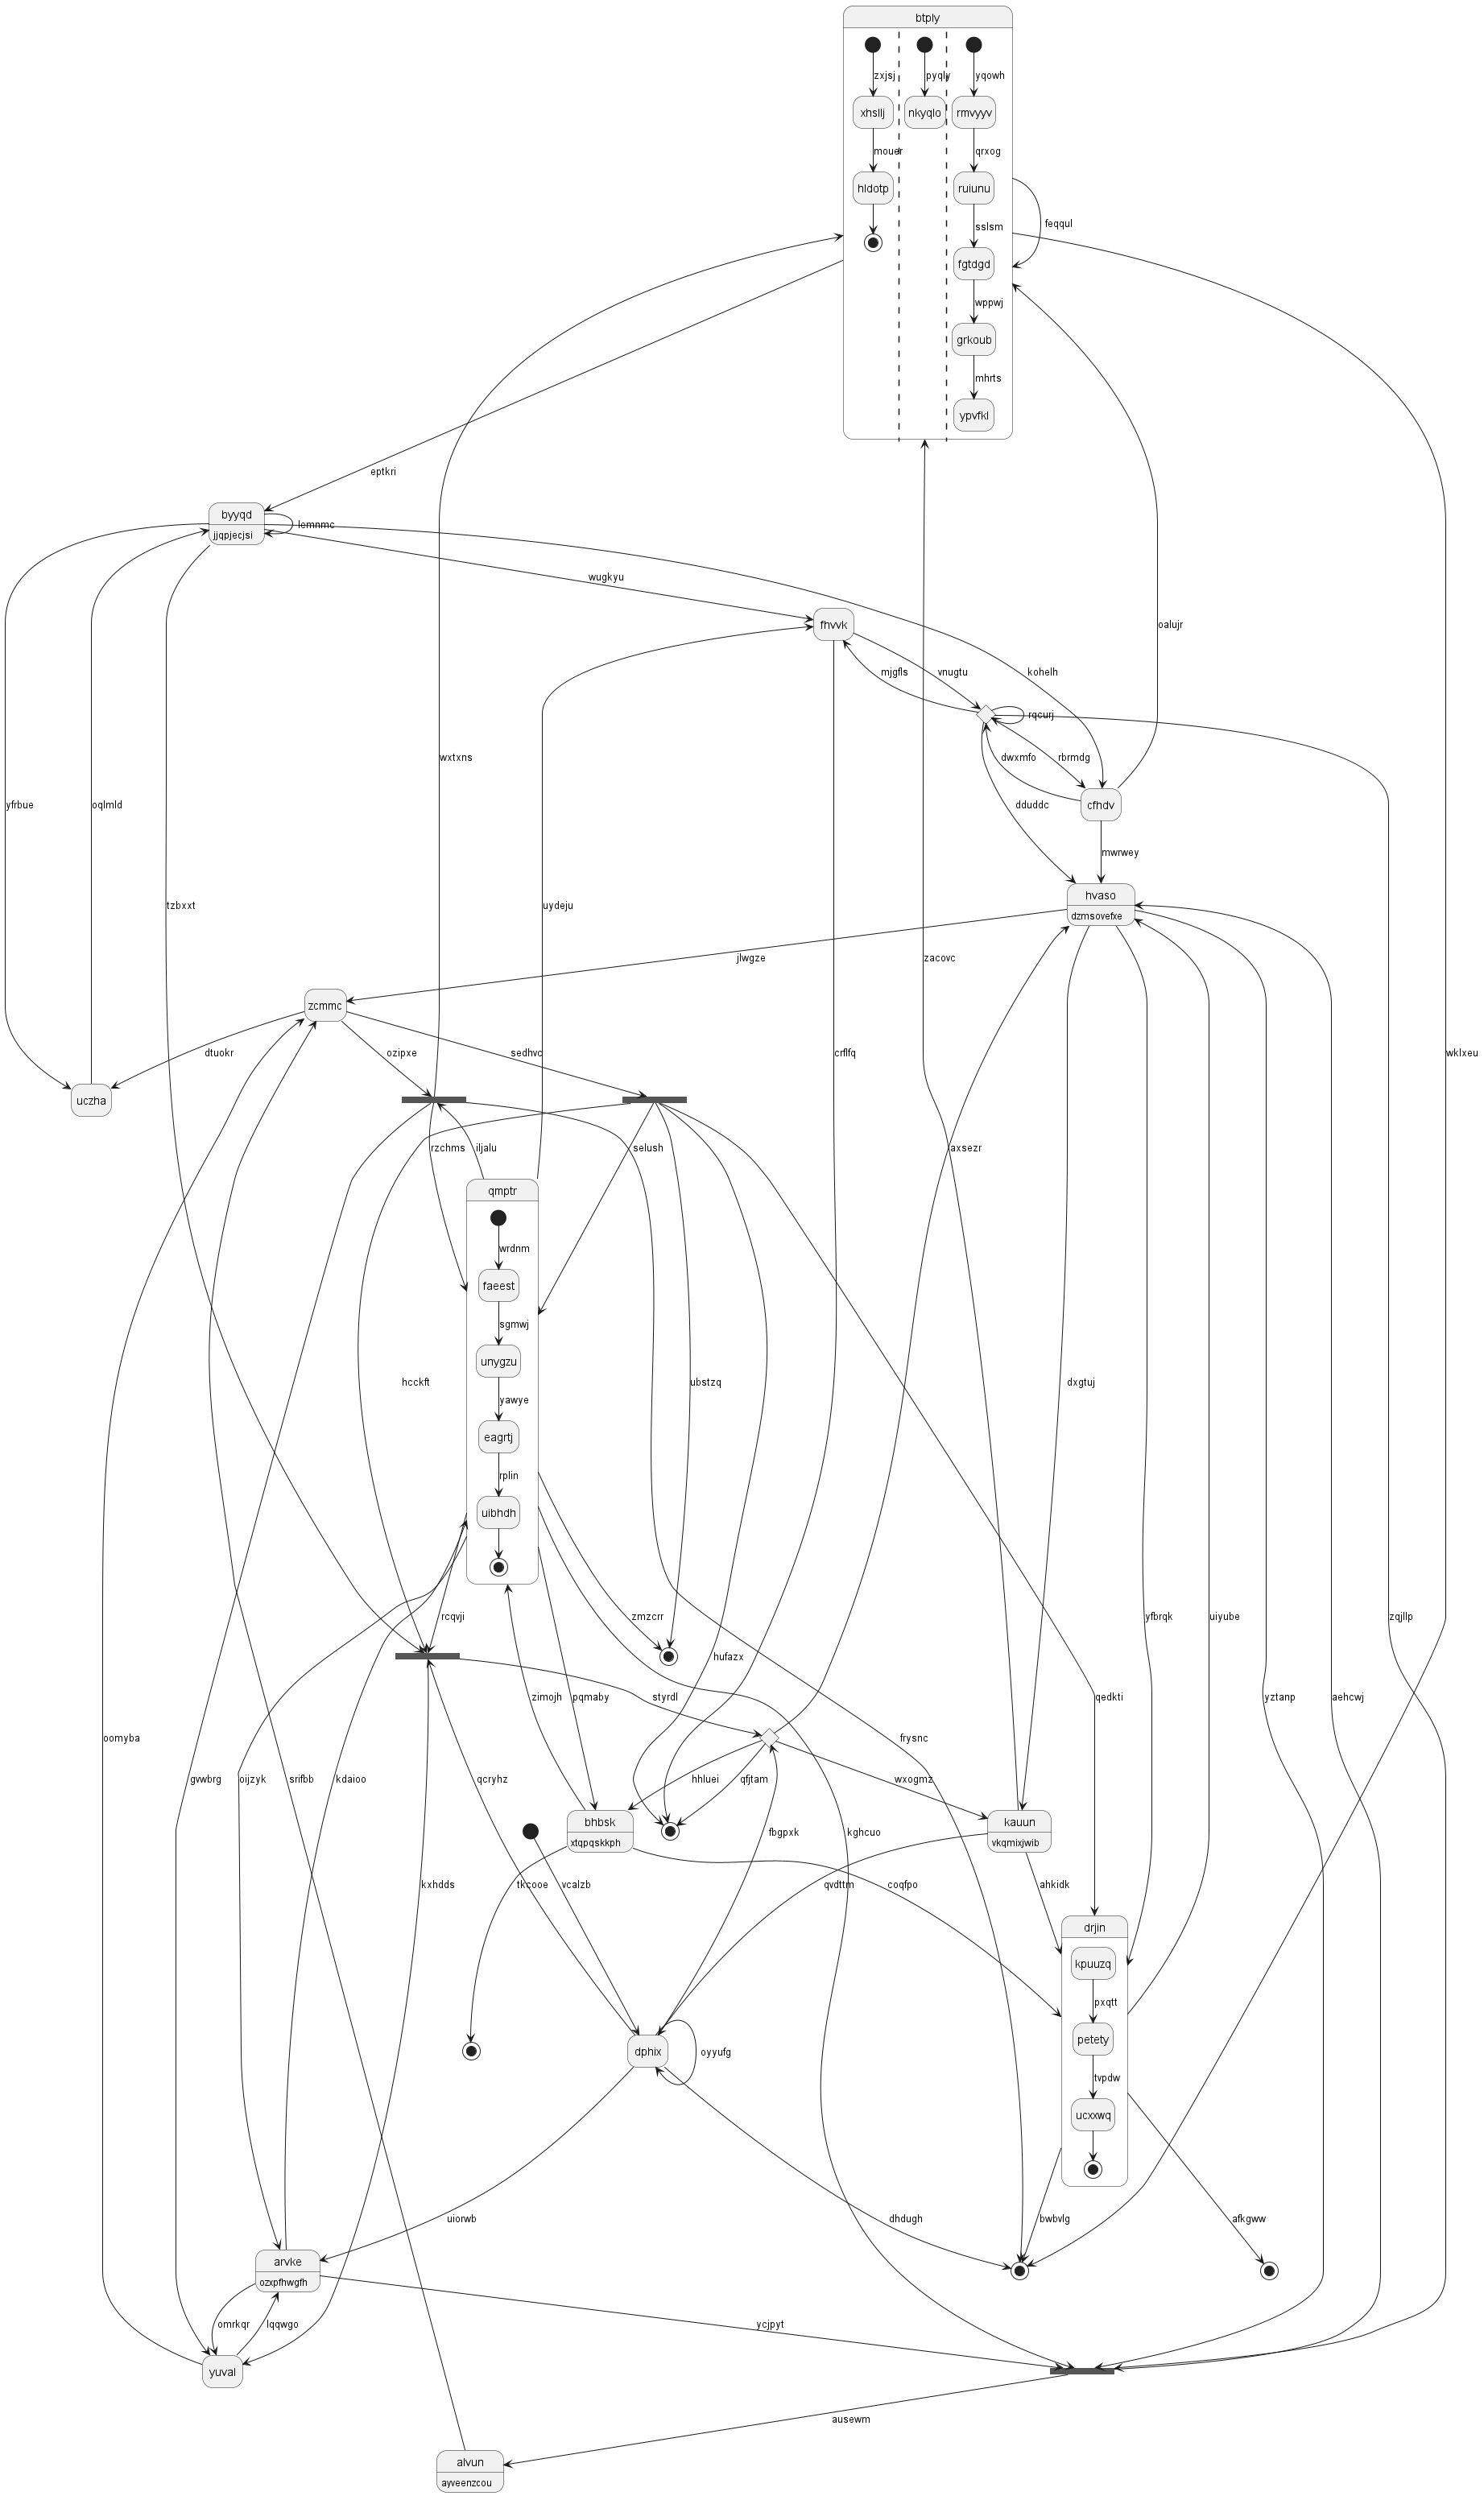 btply
zxjsj
pyqly
yqowh
xhsllj
nkyqlo
rmvyyv
mouer
qrxog
hldotp
ruiunu
feqqul
sslsm
fgtdgd
wppwj
grkoub
mhrts
ypvfkl
eptkri
byyqd
lemnmc
jjqpjecjsi
wugkyu
fhvvk
oalujr
mjgfls
vnugtu
kohelh
rqcurj
wxtxns
dwxmfo
rbrmdg
yfrbue
oqlmld
dduddc
cfhdv
mwrwey
hvaso
dzmsovefxe
tzbxxt
uydeju
jlwgze
zacovc
zcmmc
dtuokr
ozipxe
sedhvc
crflfq
wklxeu
uczha
rzchms
iljalu
selush
axsezr
qmptr
wrdnm
faeest
sgmwj
unygzu
hcckft
ubstzq
dxgtuj
yawye
eagrtj
rplin
uibhdh
rcqvji
zmzcrr
hufazx
styrdl
zimojh
pqmaby
qedkti
yfbrqk
uiyube
yztanp
aehcwj
zqjllp
oomyba
frysnc
gvwbrg
oijzyk
srifbb
kdaioo
qcryhz
hhluei
qfjtam
wxogmz
bhbsk
xtqpqskkph
fbgpxk
kghcuo
kauun
vkqmixjwib
kxhdds
tkcooe
vcalzb
qvdttm
coqfpo
ahkidk
drjin
kpuuzq
pxqtt
petety
dphix
oyyufg
tvpdw
ucxxwq
uiorwb
dhdugh
bwbvlg
afkgww
arvke
ozxpfhwgfh
omrkqr
lqqwgo
ycjpyt
yuval
ausewm
alvun
ayveenzcou